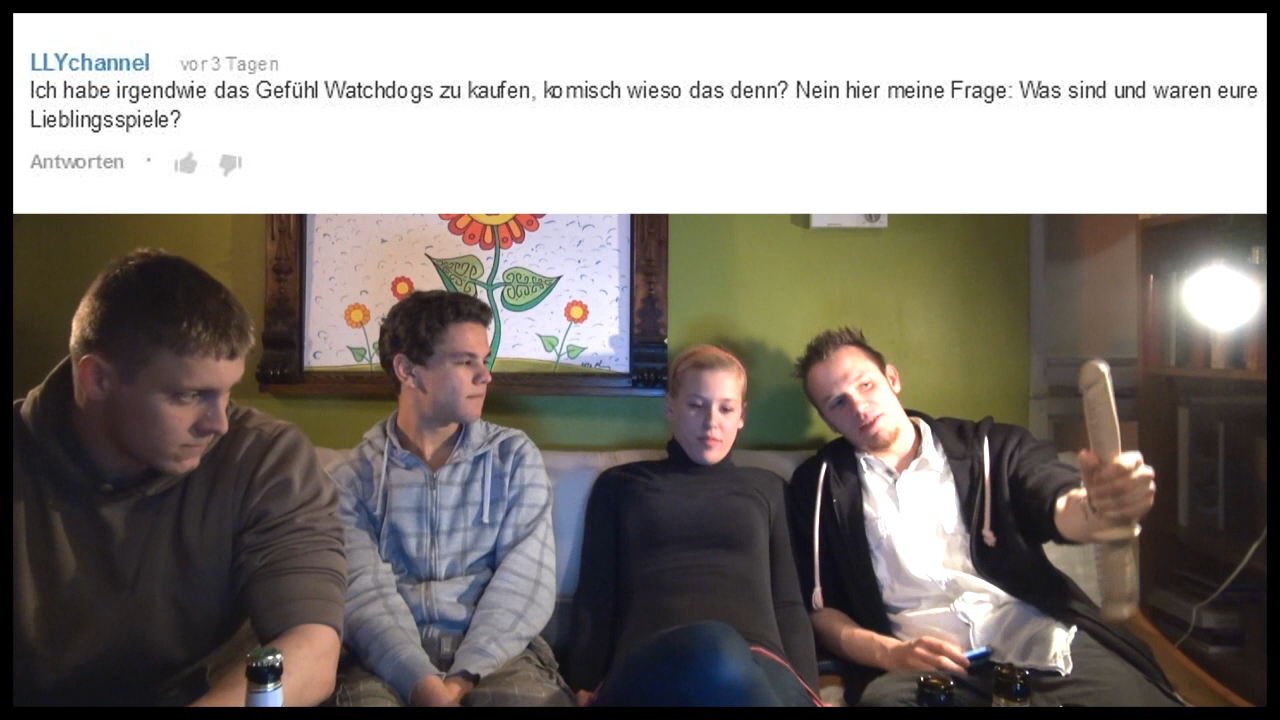 LLYchannel vor 3 Tagen
Ich habe irgendwie das Gefühl Watchdogs zu kaufen, komisch wieso das denn? Nein hier meine Frage: Was sind und waren eure
Lieblingsspiele?
Antworten ·